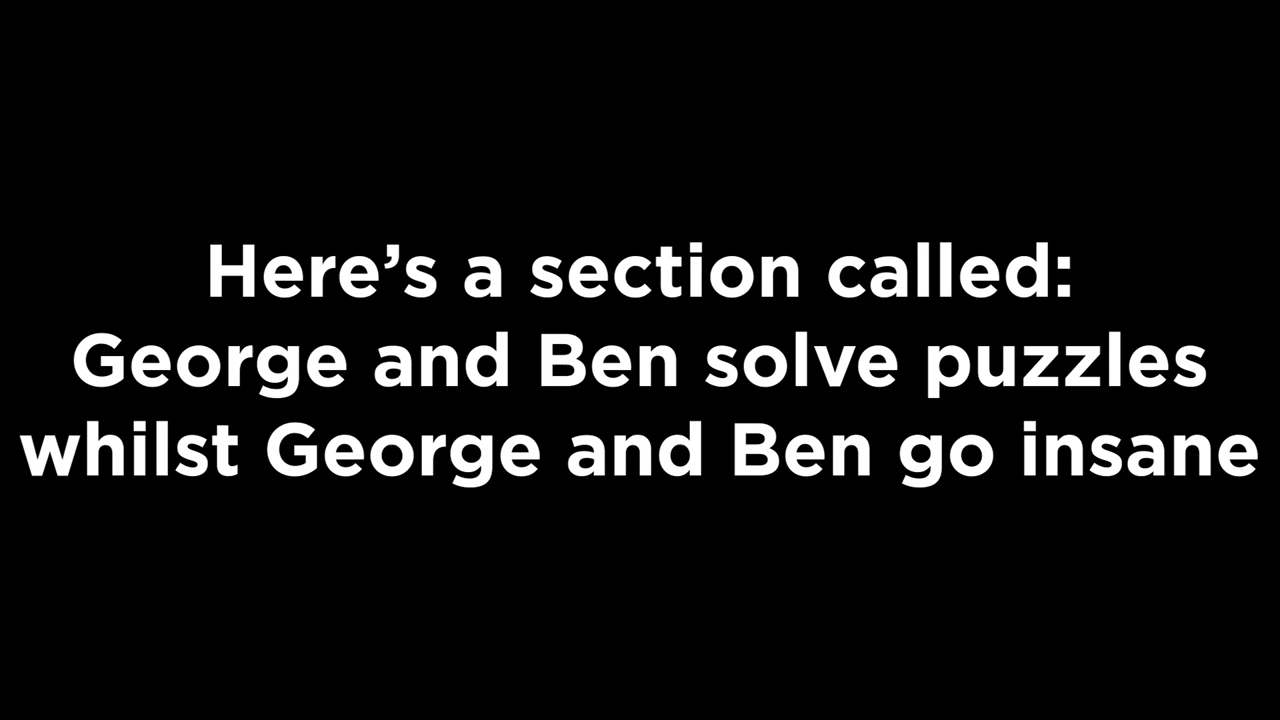 Here’s a section called:
George and Ben solve puzzles
whilst George and Ben go insane